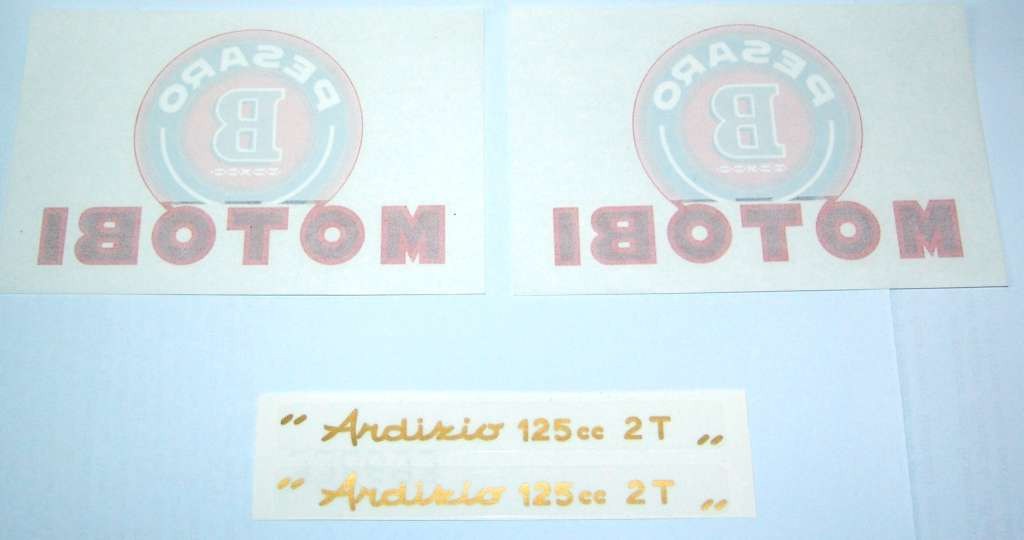 PESARO
B
MOTOBI
PESARO
B
MOTOBI
" Ardizio 125cc 2T "
" Ardizio 125cc 2T "